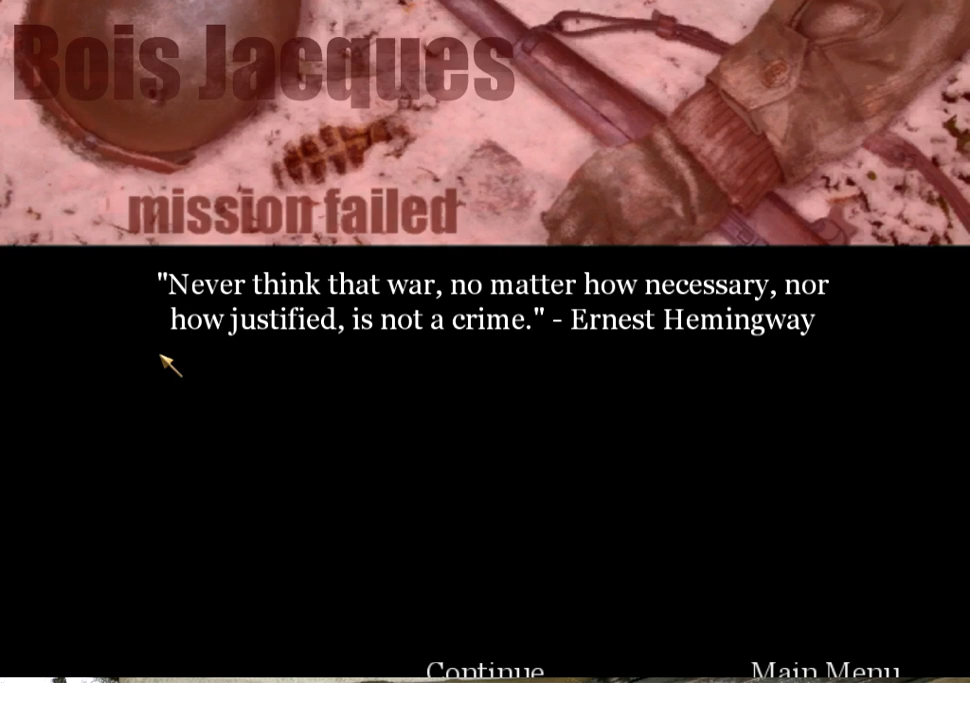 Bois Jacques
mission failed
"Never think that war, no matter how necessary, nor
how justified, is not a crime." - Ernest Hemingway
Continue
Main Menu